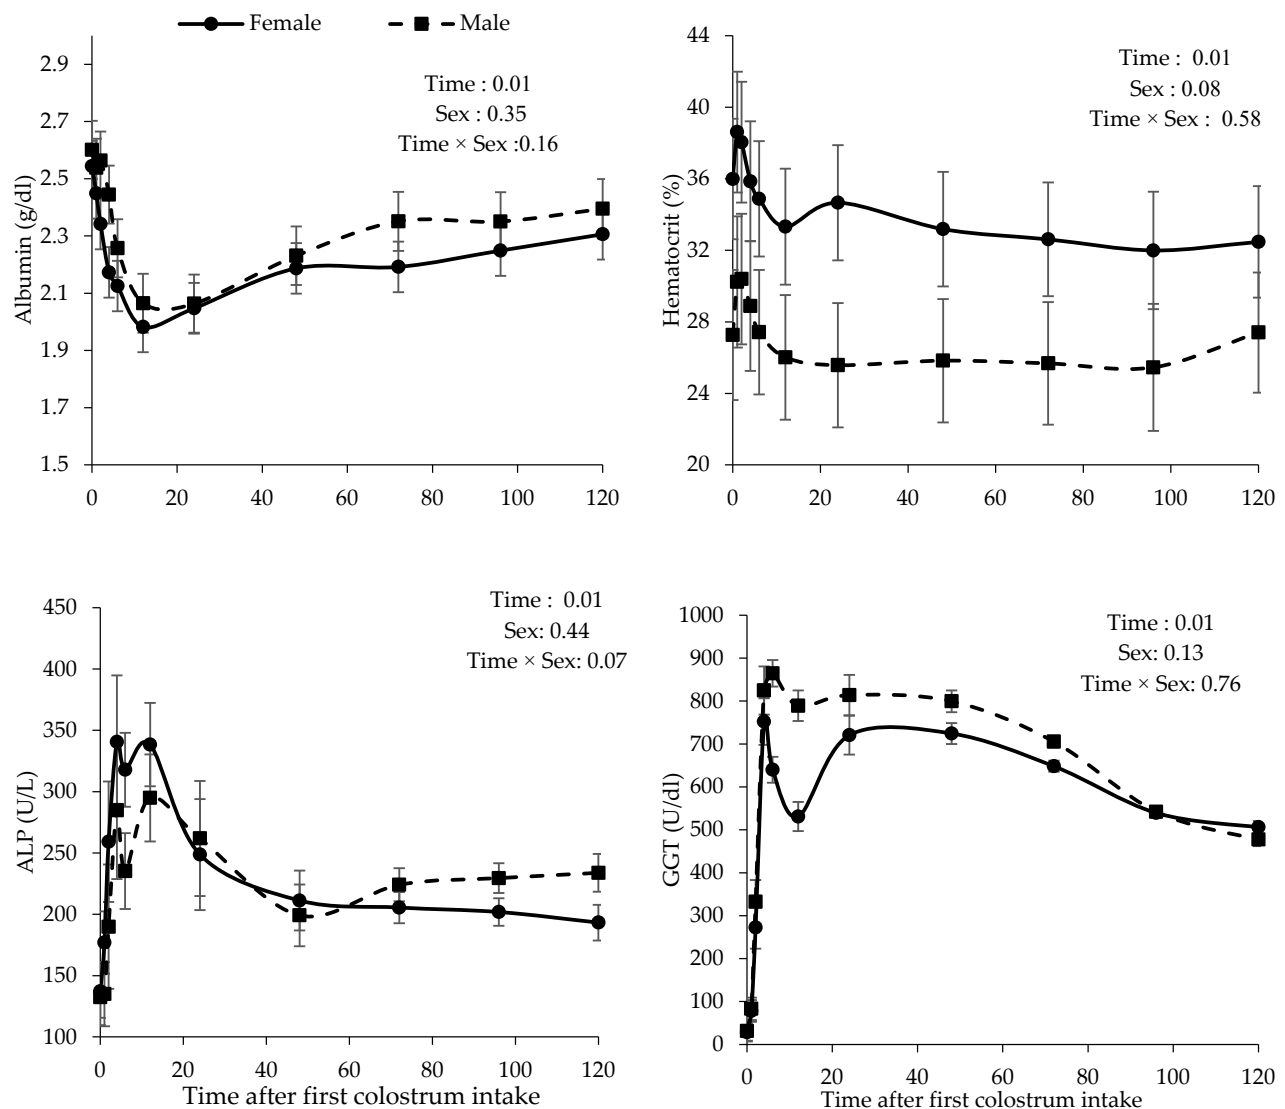 Female Male
2.9
2.7
2.5
2.3
2.1
1.9
1.7
1.5
Albumin (g/dl)
Time : 0.01
Sex : 0.35
Time × Sex :0.16
0 20 40 60 80 100 120
44
40
36
32
28
24
20
Hematocrit (%)
Time : 0.01
Sex : 0.08
Time × Sex : 0.58
0 20 40 60 80 100 120
450
400
350
300
250
200
150
100
ALP (U/L)
Time : 0.01
Sex: 0.44
Time × Sex: 0.07
0 20 40 60 80 100 120
Time after first colostrum intake
1000
900
800
700
600
500
400
300
200
100
0
GGT (U/dl)
Time : 0.01
Sex: 0.13
Time × Sex: 0.76
0 20 40 60 80 100 120
Time after first colostrum intake